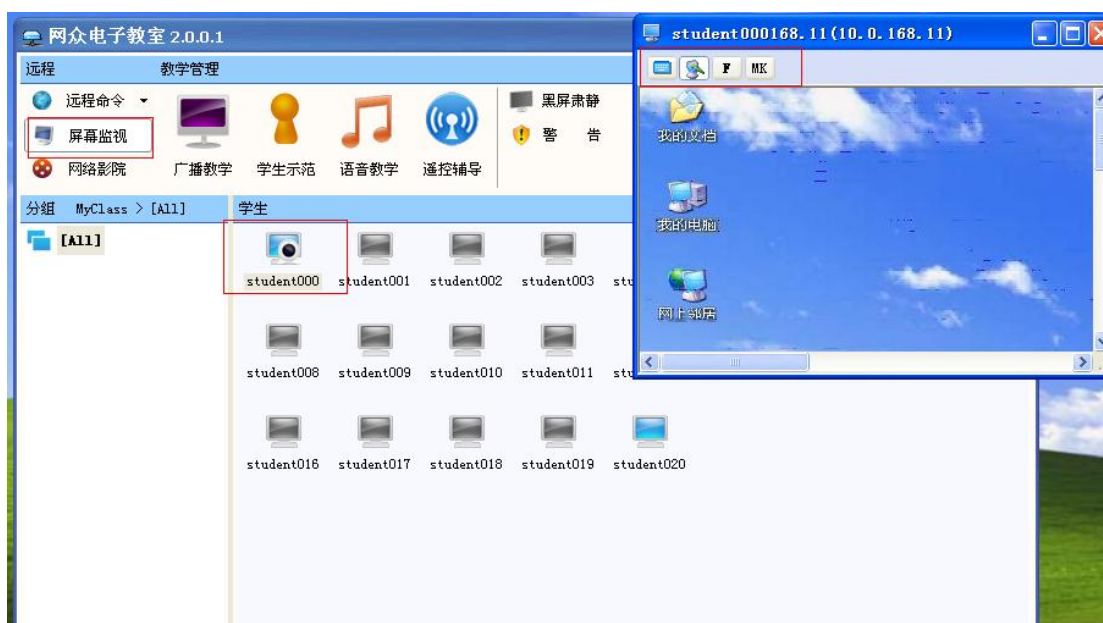 网众电子教室 2.0.0.1
远程 教学管理
远程命令
屏幕监视
网络影院
广播教学 学生示范 语音教学 遥控辅导
黑屏肃静
警 告
分组 MyClass > [All] 学生
[All]
student000 student001 student002 student003 stu
student008 student009 student010 student011 stu
student016 student017 student018 student019 student020
student000168.11(10.0.168.11)
F MK
我的文档
我的电脑
网上邻居